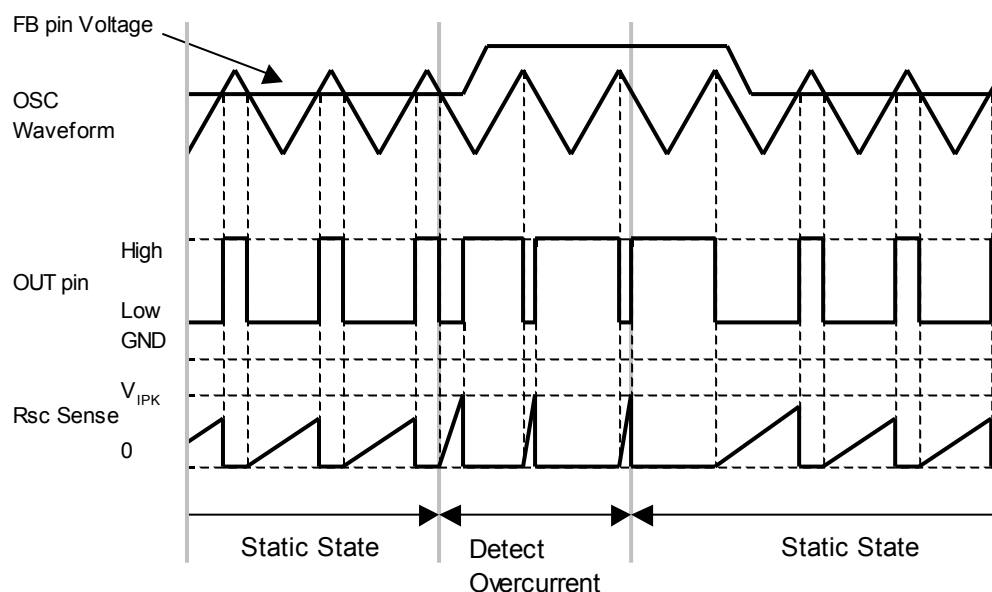 FB pin Voltage
OSC
Waveform
High
OUT pin
Low
GND
V_IPK
Rsc Sense
0
Static State
Detect
Overcurrent
Static State